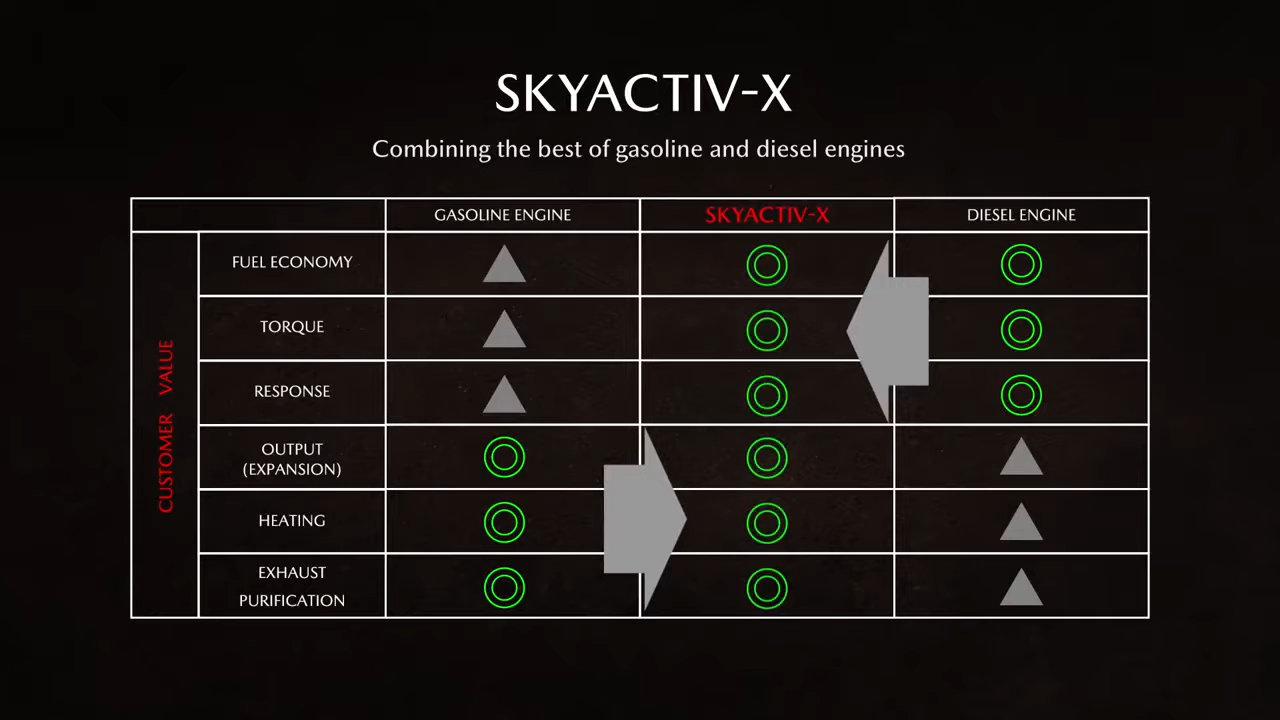 SKYACTIV-X
Combining the best of gasoline and diesel engines
GASOLINE ENGINE
SKYACTIV-X
DIESEL ENGINE
CUSTOMER VALUE
FUEL ECONOMY
TORQUE
RESPONSE
OUTPUT
(EXPANSION)
HEATING
EXHAUST
PURIFICATION